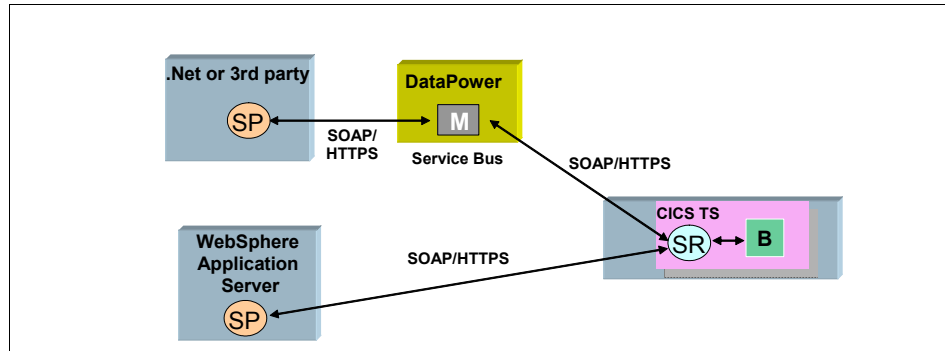 .Net or 3rd party
SP
SOAP/
HTTPS
DataPower
M
Service Bus
SOAP/HTTPS
CICS TS
SR
B
WebSphere
Application
Server
SP
SOAP/HTTPS